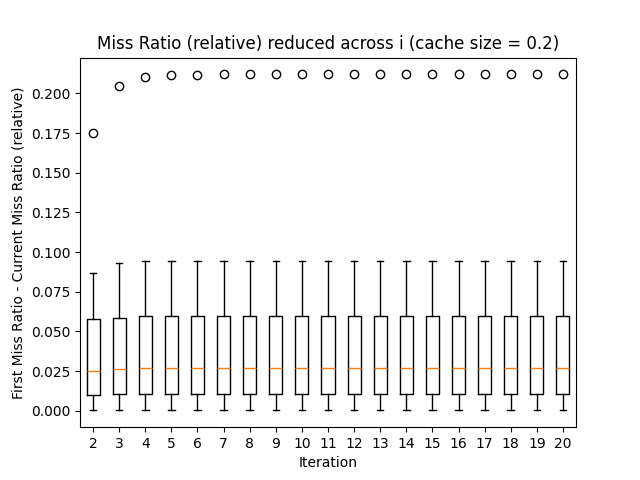 Miss Ratio (relative) reduced across i (cache size = 0.2)
First Miss Ratio - Current Miss Ratio (relative)
0.200
0.175
0.150
0.125
0.100
0.075
0.050
0.025
0.000
2 3 4 5 6 7 8 9 10 11 12 13 14 15 16 17 18 19 20
Iteration